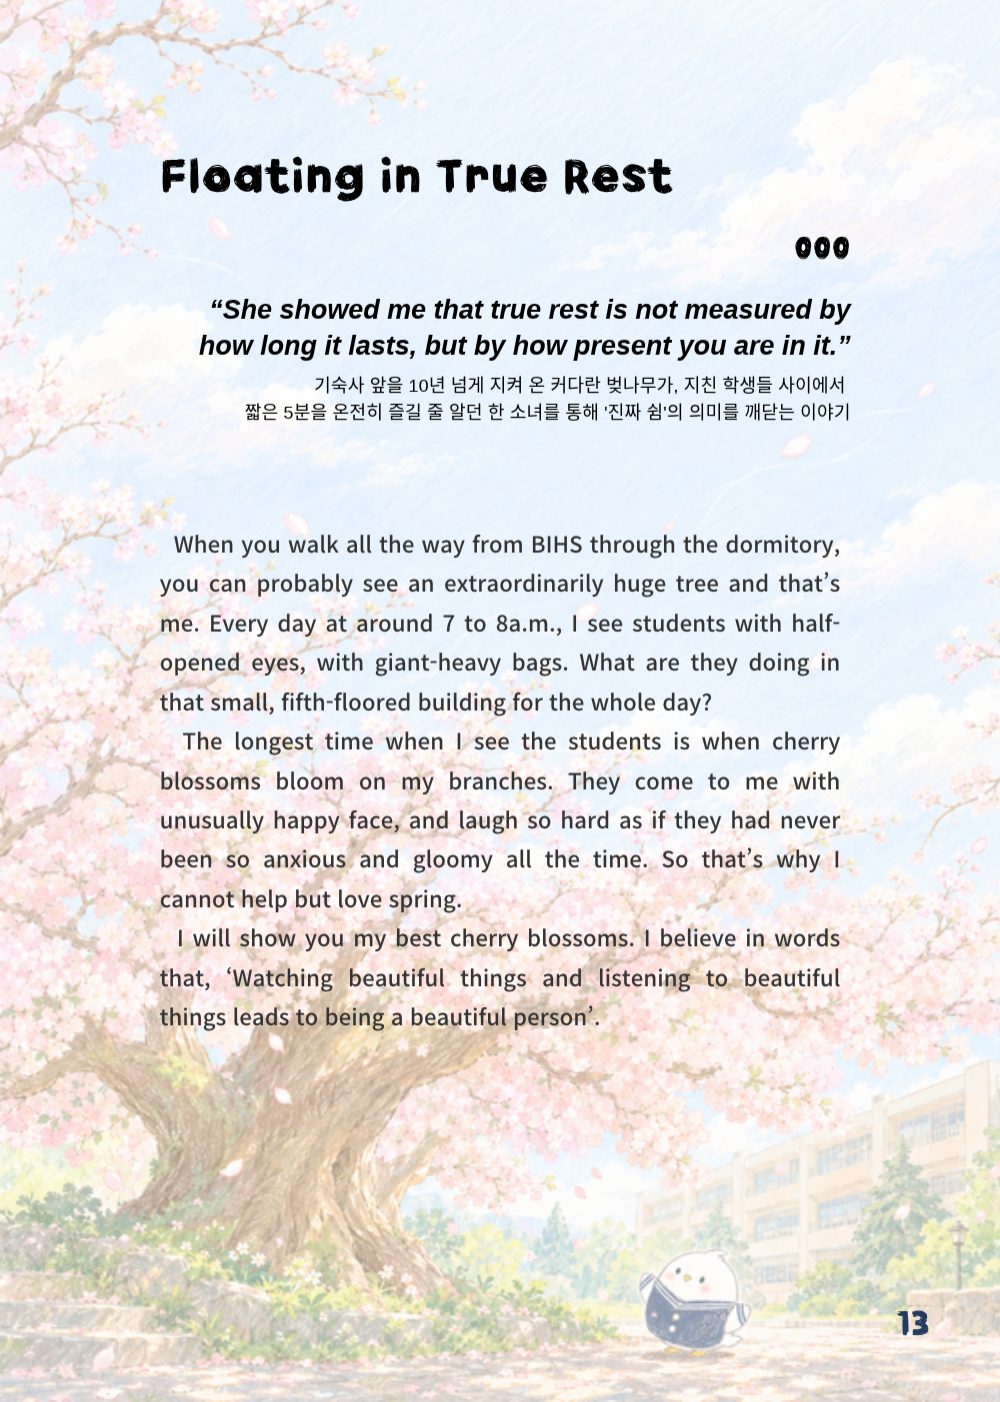 Floating in True Rest
ooo
“She showed me that true rest is not measured by
how long it lasts, but by how present you are in it.”
기숙사 앞을 10년 넘게 지켜 온 커다란 벚나무가, 지친 학생들 사이에서
짧은 5분을 온전히 즐길 줄 알던 한 소녀를 통해 '진짜 쉼'의 의미를 깨닫는 이야기
When you walk all the way from BIHS through the dormitory,
you can probably see an extraordinarily huge tree and that’s
me. Every day at around 7 to 8a.m., I see students with half-
opened eyes, with giant-heavy bags. What are they doing in
that small, fifth-floored building for the whole day?
The longest time when I see the students is when cherry
blossoms bloom on my branches. They come to me with
unusually happy face, and laugh so hard as if they had never
been so anxious and gloomy all the time. So that’s why I
cannot help but love spring.
I will show you my best cherry blossoms. I believe in words
that, ‘Watching beautiful things and listening to beautiful
things leads to being a beautiful person’.
13